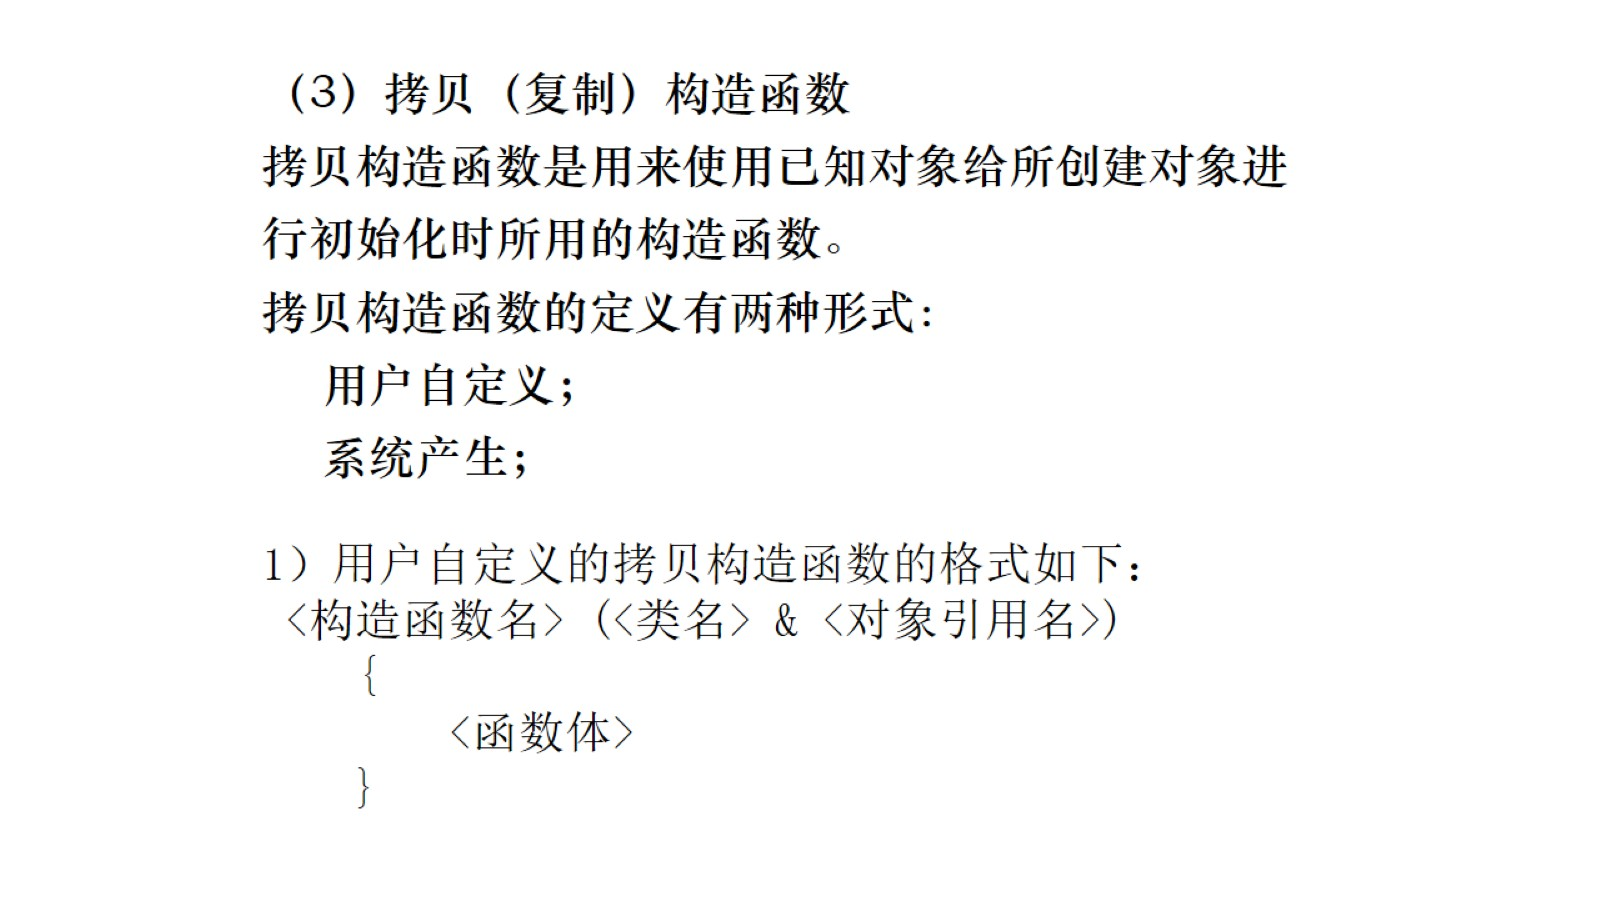 （3）拷贝（复制）构造函数
拷贝构造函数是用来使用已知对象给所创建对象进
行初始化时所用的构造函数。
拷贝构造函数的定义有两种形式：
用户自定义；
系统产生；
1）用户自定义的拷贝构造函数的格式如下：
<构造函数名> (<类名> & <对象引用名>)
{
<函数体>
}